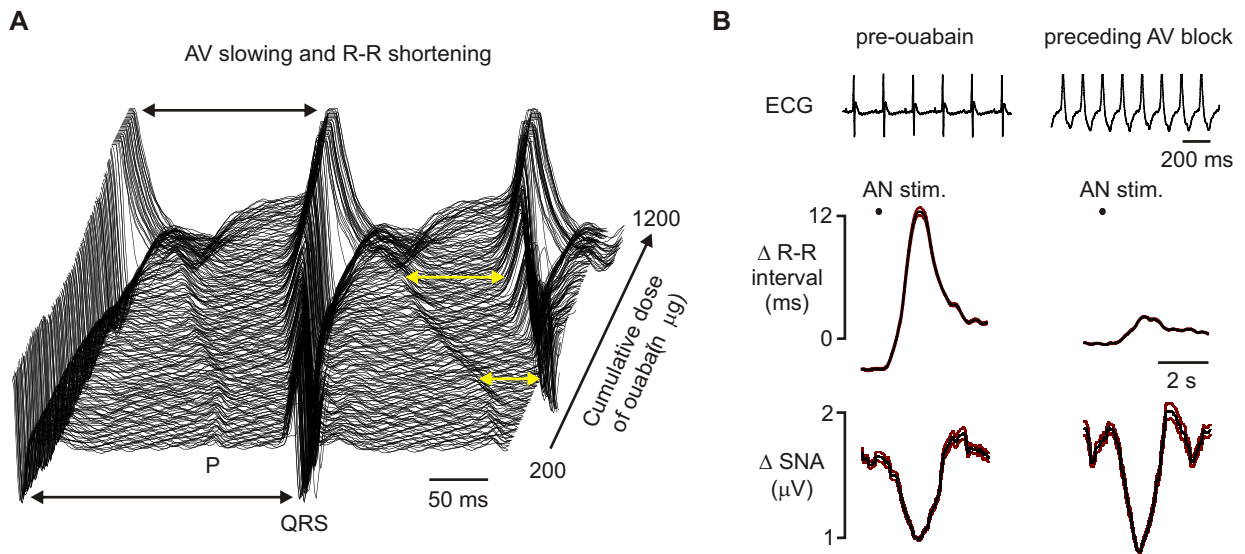 A
AV slowing and R-R shortening
1200
Cumulative dose
of ouabain (n µg)
200
P
QRS
50 ms
B
pre-ouabain
preceding AV block
ECG
200 ms
AN stim.
AN stim.
12
Δ R-R
interval
(ms)
0
2 s
2
Δ SNA
(μV)
1